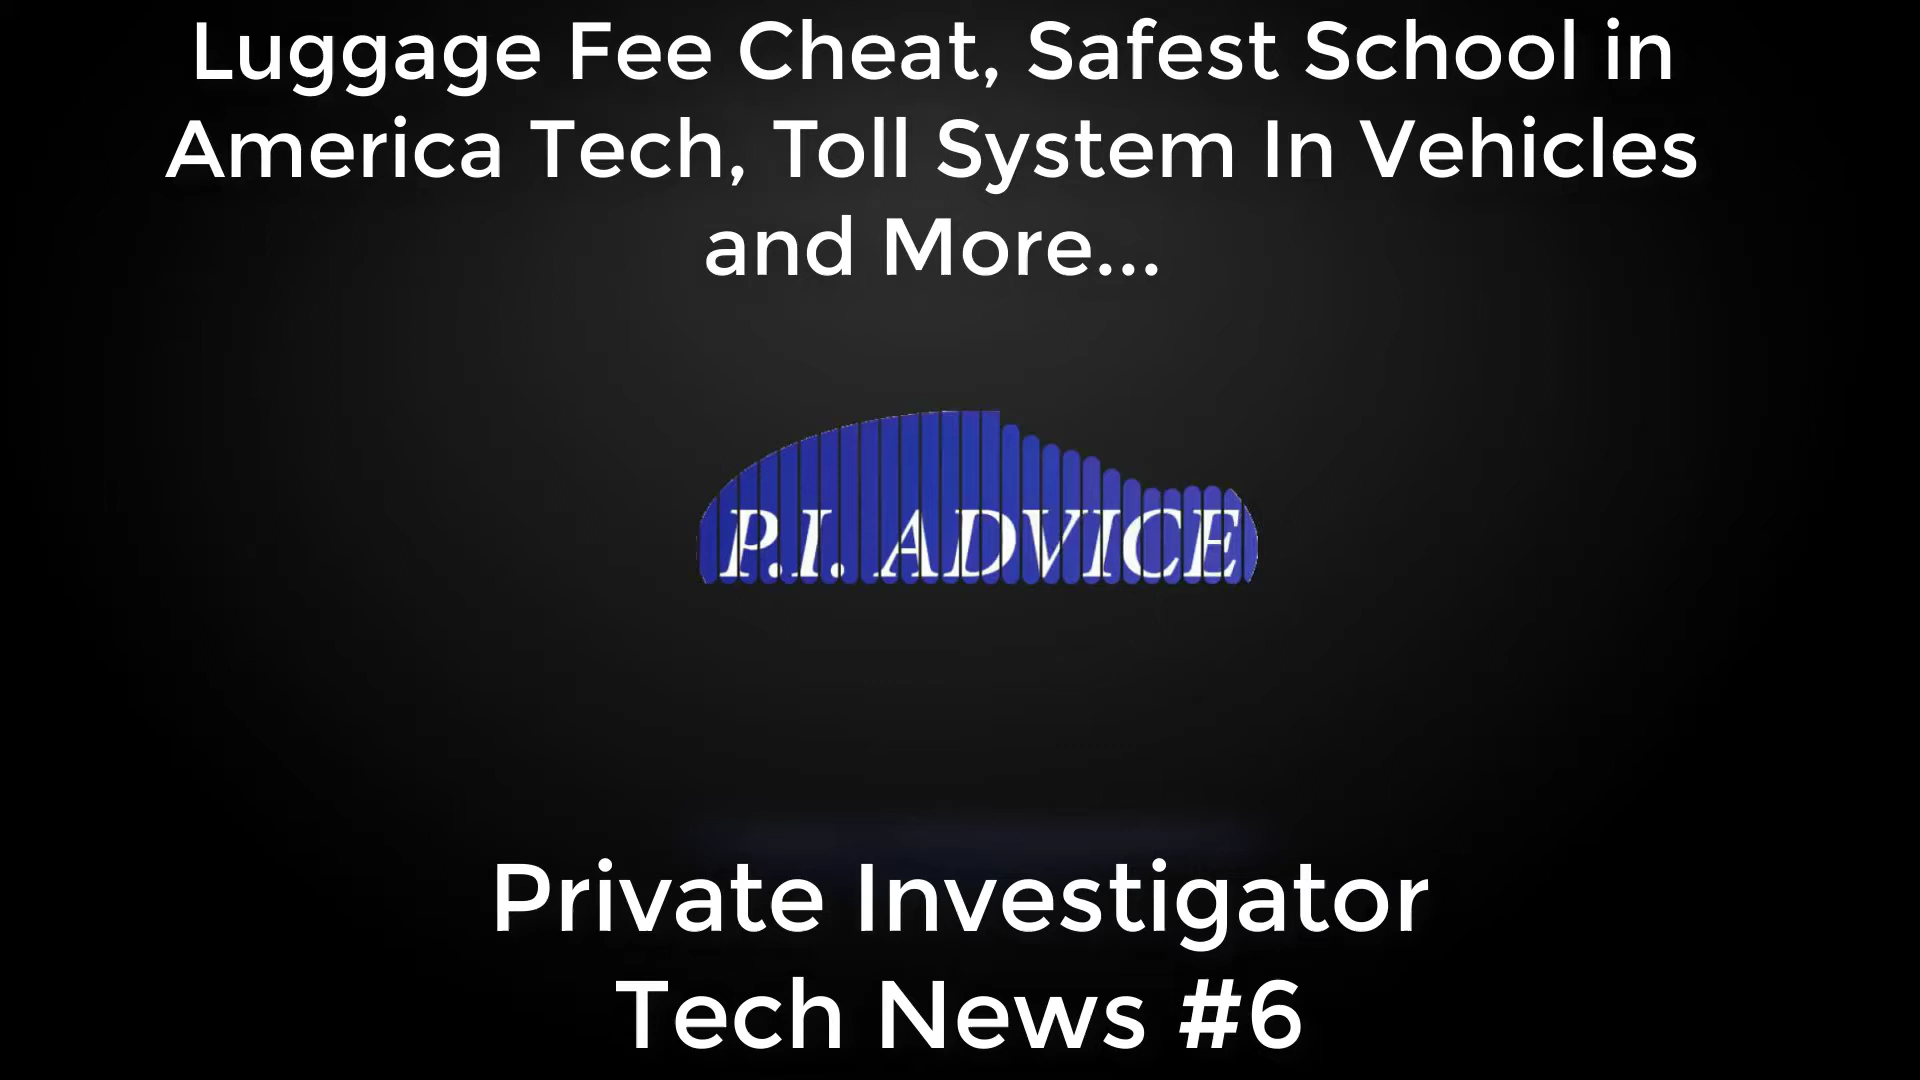 Luggage Fee Cheat, Safest School in
America Tech, Toll System In Vehicles
and More...
P.I. ADVICE
Private Investigator
Tech News #6